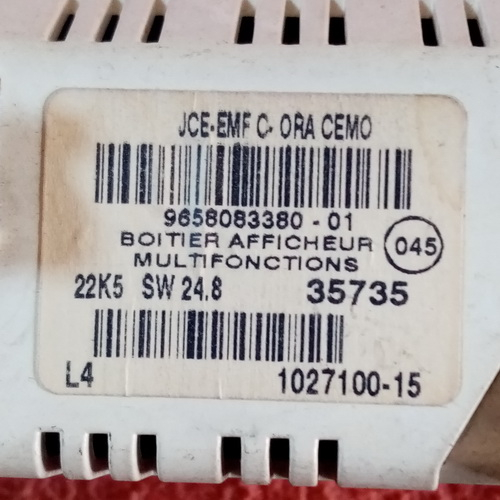 JCE-EMF C- ORA CEMO
9658083380 - 01
BOITIER AFFICHEUR
MULTIFONCTIONS
045
22K5 SW 24.8 35735
L4 1027100-15